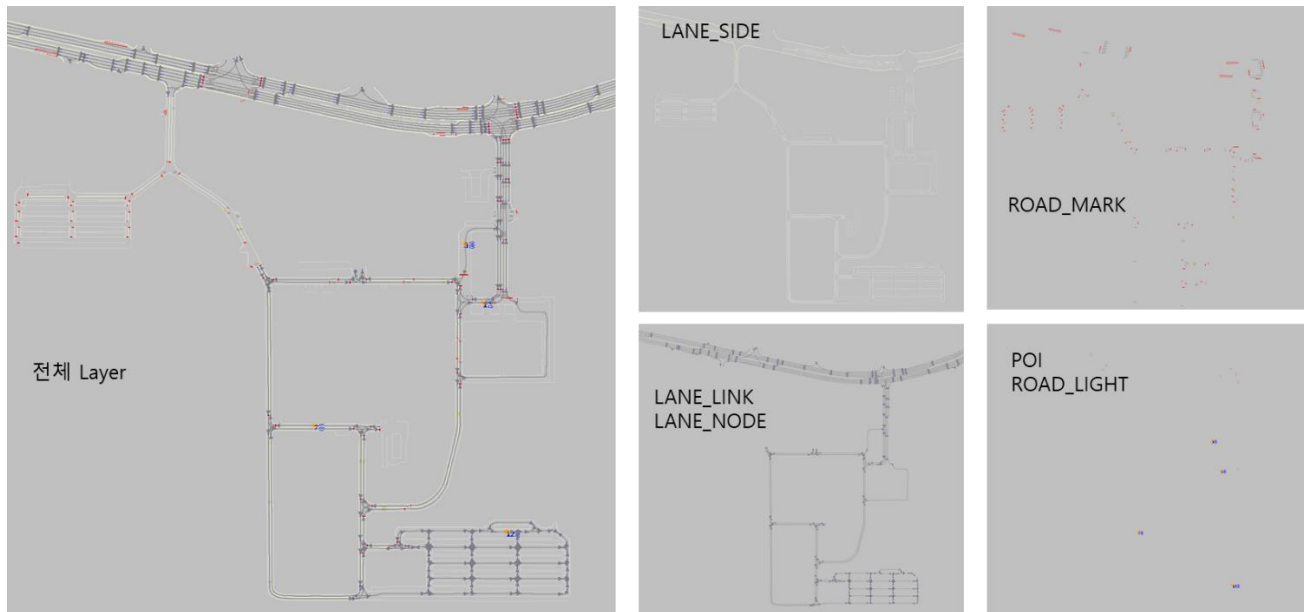 전체 Layer
LANE_SIDE
ROAD_MARK
LANE_LINK
LANE_NODE
POI
ROAD_LIGHT